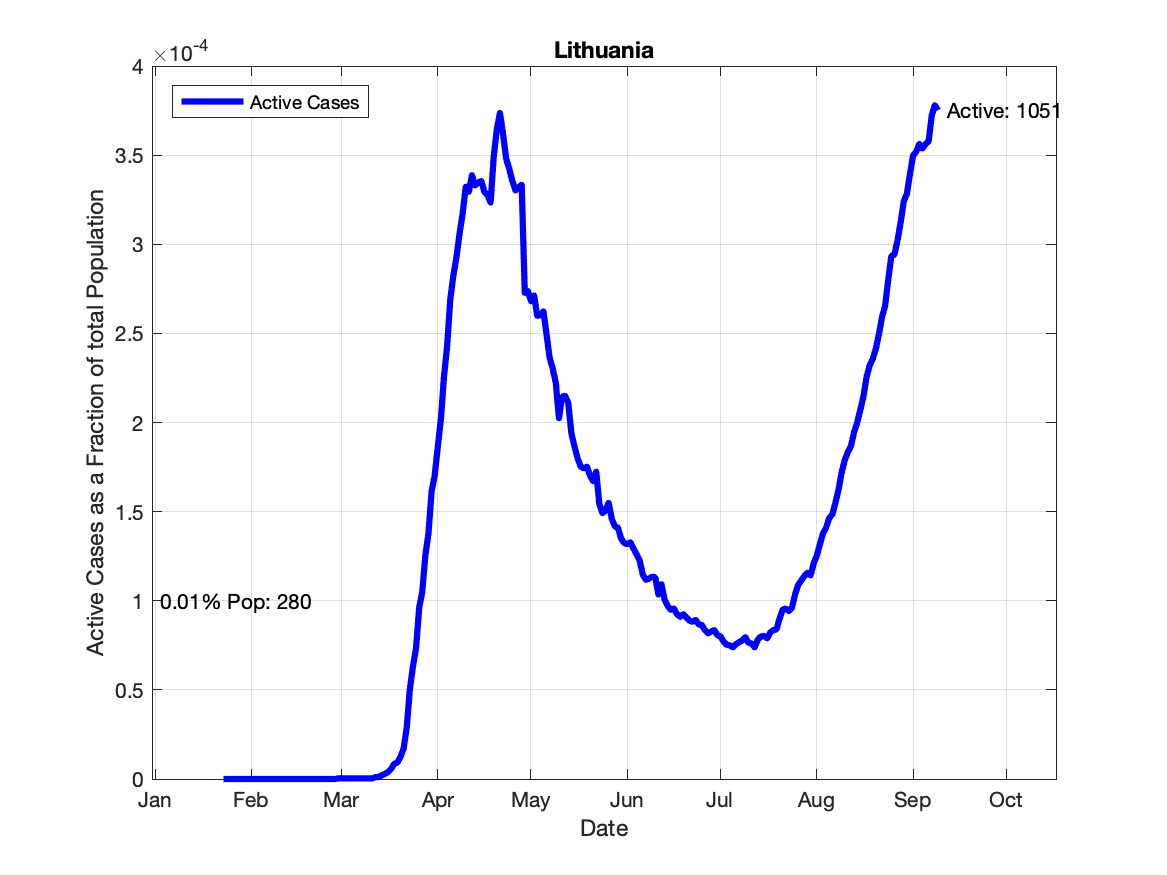 Lithuania
×10-4
4
3.5
3
2.5
2
1.5
1
0.5
0
Active Cases as a Fraction of total Population
Active Cases
Active: 1051
0.01% Pop: 280
Jan Feb Mar Apr May Jun Jul Aug Sep Oct
Date